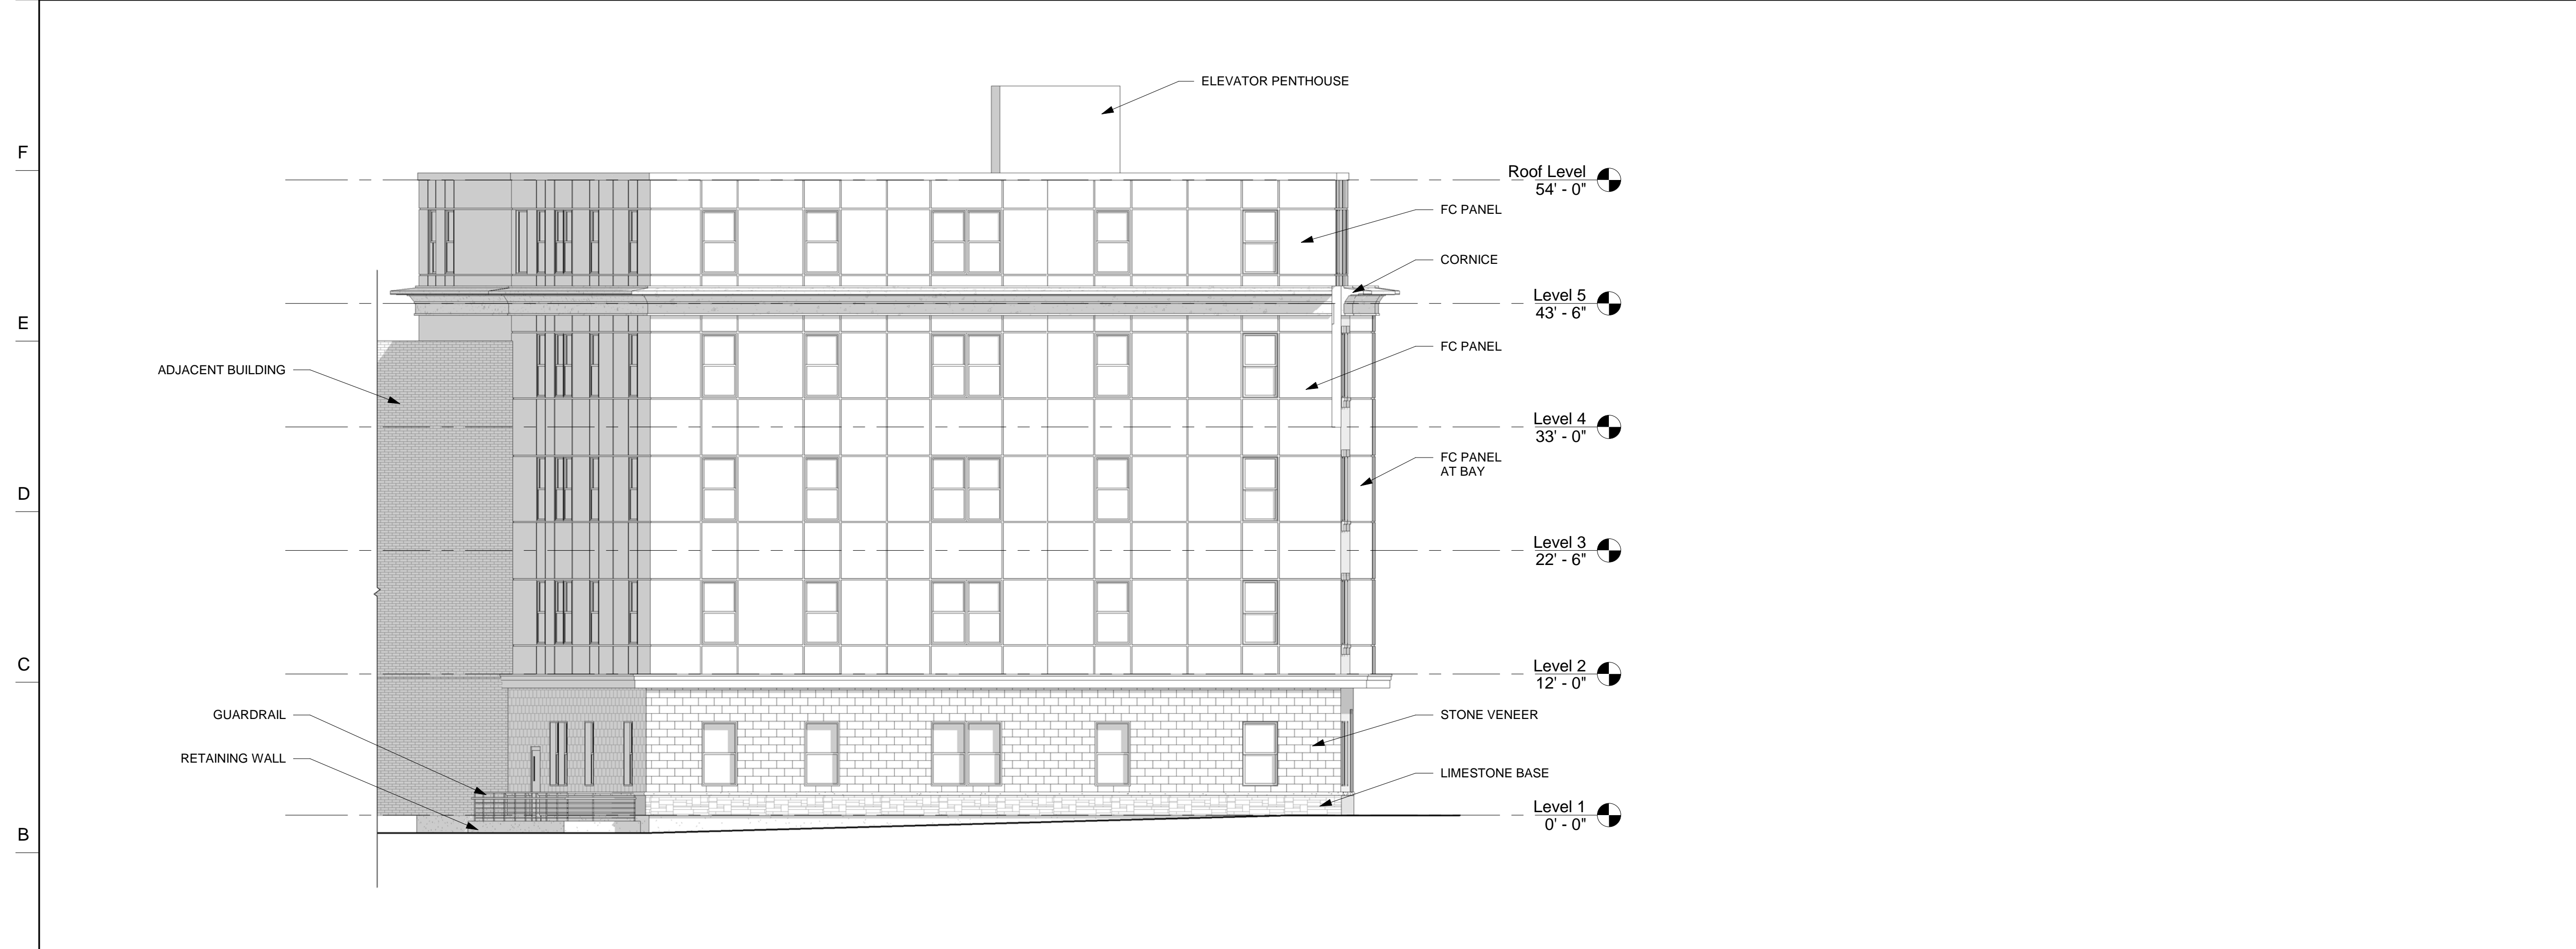 ELEVATOR PENTHOUSE
F
Roof Level
54' - 0"
FC PANEL
CORNICE
Level 5
43' - 6"
E
FC PANEL
ADJACENT BUILDING
Level 4
33' - 0"
FC PANEL
AT BAY
D
Level 3
22' - 6"
C
Level 2
12' - 0"
GUARDRAIL
STONE VENEER
RETAINING WALL
LIMESTONE BASE
Level 1
0' - 0"
B